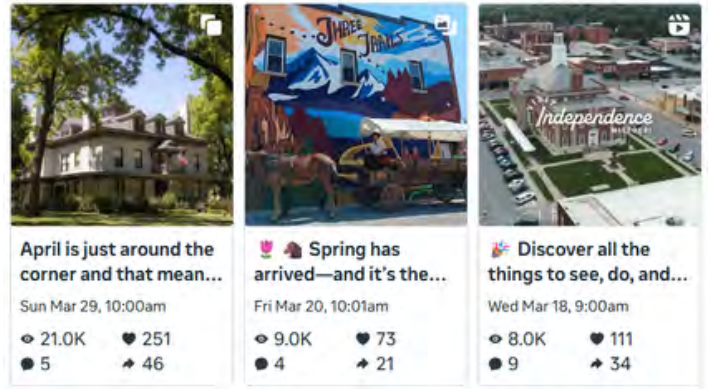 THREE
TRAILS
Independence
MISSOURI
April is just around the
corner and that mean...
Sun Mar 29, 10:00am
21.0K 251
5 46
🌷 🐴 Spring has
arrived—and it's the...
Fri Mar 20, 10:01am
9.0K 73
4 21
🎉 Discover all the
things to see, do, and...
Wed Mar 18, 9:00am
8.0K 111
9 34